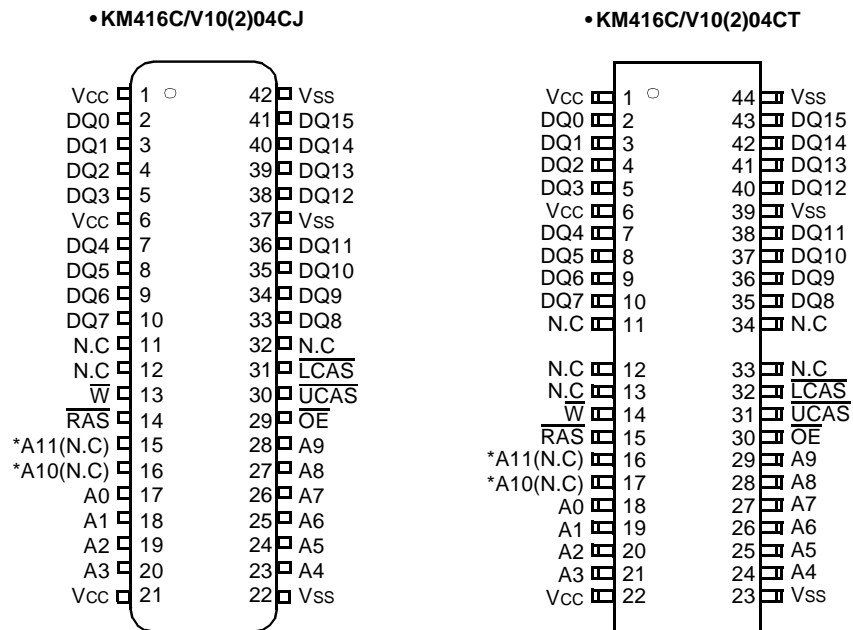 •KM416C/V10(2)04CJ
VCC 1 42 VSS
DQ0 2 41 DQ15
DQ1 3 40 DQ14
DQ2 4 39 DQ13
DQ3 5 38 DQ12
VCC 6 37 VSS
DQ4 7 36 DQ11
DQ5 8 35 DQ10
DQ6 9 34 DQ9
DQ7 10 33 DQ8
N.C 11 32 N.C
N.C 12 31 LCAS
W 13 30 UCAS
RAS 14 29 OE
*A11(N.C) 15 28 A9
*A10(N.C) 16 27 A8
A0 17 26 A7
A1 18 25 A6
A2 19 24 A5
A3 20 23 A4
VCC 21 22 VSS
•KM416C/V10(2)04CT
VCC 1 44 VSS
DQ0 2 43 DQ15
DQ1 3 42 DQ14
DQ2 4 41 DQ13
DQ3 5 40 DQ12
VCC 6 39 VSS
DQ4 7 38 DQ11
DQ5 8 37 DQ10
DQ6 9 36 DQ9
DQ7 10 35 DQ8
N.C 11 34 N.C
N.C 12 33 N.C
N.C 13 32 LCAS
W 14 31 UCAS
RAS 15 30 OE
*A11(N.C) 16 29 A9
*A10(N.C) 17 28 A8
A0 18 27 A7
A1 19 26 A6
A2 20 25 A5
A3 21 24 A4
VCC 22 23 VSS